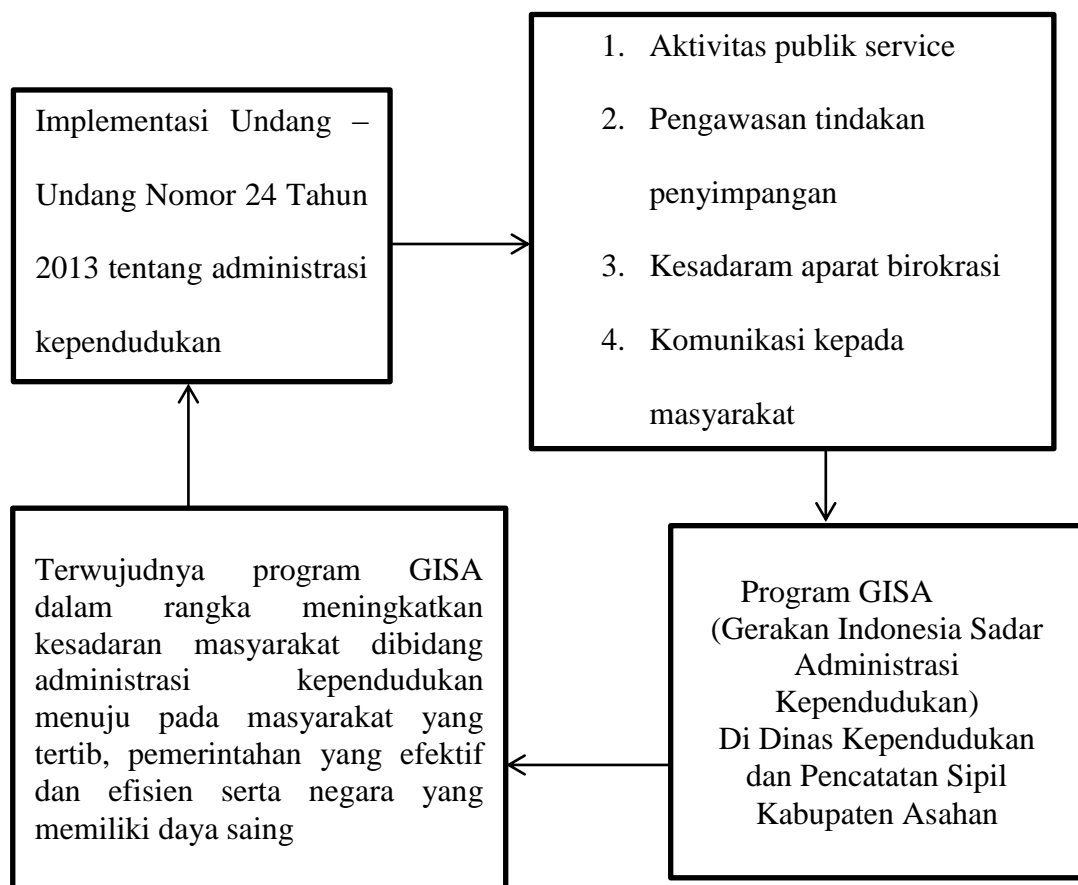 Implementasi Undang –
Undang Nomor 24 Tahun
2013 tentang administrasi
kependudukan
1. Aktivitas publik service
2. Pengawasan tindakan
penyimpangan
3. Kesadaram aparat birokrasi
4. Komunikasi kepada
masyarakat
Program GISA
(Gerakan Indonesia Sadar
Administrasi
Kependudukan)
Di Dinas Kependudukan
dan Pencatatan Sipil
Kabupaten Asahan
Terwujudnya program GISA
dalam rangka meningkatkan
kesadaran masyarakat dibidang
administrasi kependudukan
menuju pada masyarakat yang
tertib, pemerintahan yang efektif
dan efisien serta negara yang
memiliki daya saing